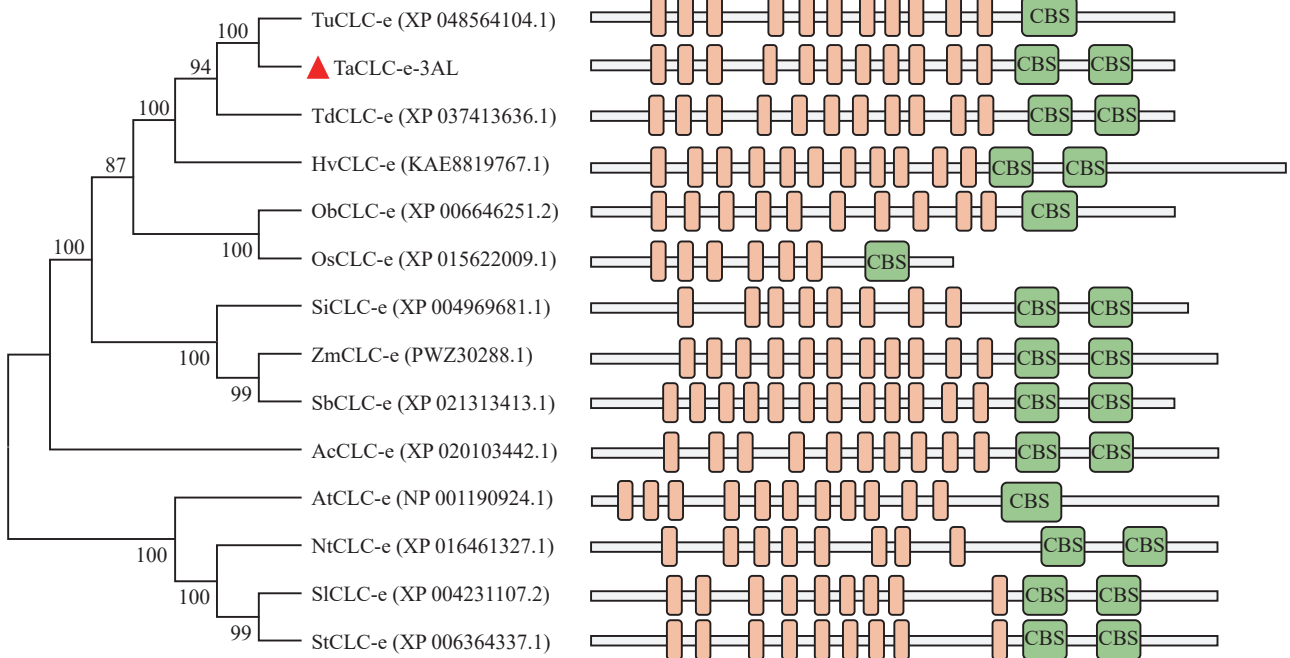 TuCLC-e (XP 048564104.1) CBS
100
TaCLC-e-3AL CBS CBS
94
TdCLC-e (XP 037413636.1) CBS CBS
100
HvCLC-e (KAE8819767.1) CBS CBS
87
ObCLC-e (XP 006646251.2) CBS
100
100
OsCLC-e (XP 015622009.1) CBS
SiCLC-e (XP 004969681.1) CBS CBS
100
ZmCLC-e (PWZ30288.1) CBS CBS
99
SbCLC-e (XP 021313413.1) CBS CBS
AcCLC-e (XP 020103442.1) CBS CBS
AtCLC-e (NP 001190924.1) CBS
100
NtCLC-e (XP 016461327.1) CBS CBS
100
SlCLC-e (XP 004231107.2) CBS CBS
99
StCLC-e (XP 006364337.1) CBS CBS